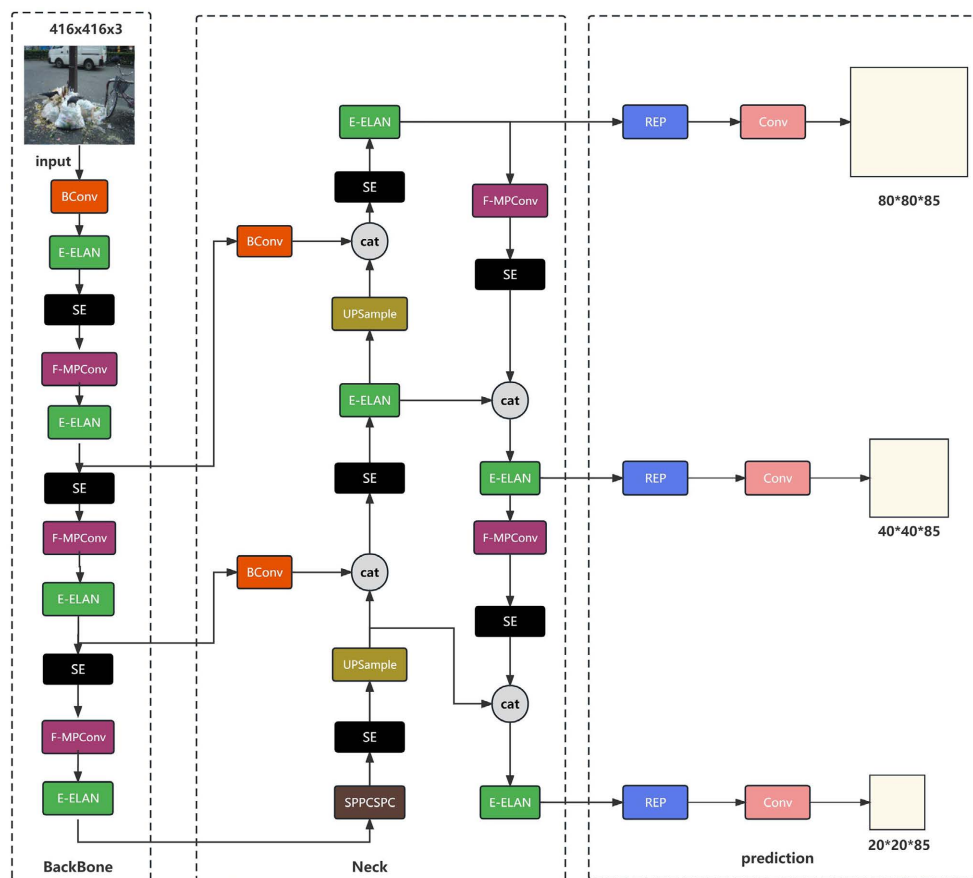 416x416x3
input
BConv
E-ELAN
SE
F-MPConv
E-ELAN
SE
F-MPConv
E-ELAN
SE
F-MPConv
E-ELAN
BackBone
E-ELAN
SE
BConv
cat
UPSample
E-ELAN
SE
BConv
cat
UPSample
SE
SPPCSPC
F-MPConv
SE
cat
E-ELAN
F-MPConv
SE
cat
E-ELAN
Neck
REP
Conv
80*80*85
REP
Conv
40*40*85
REP
Conv
20*20*85
prediction